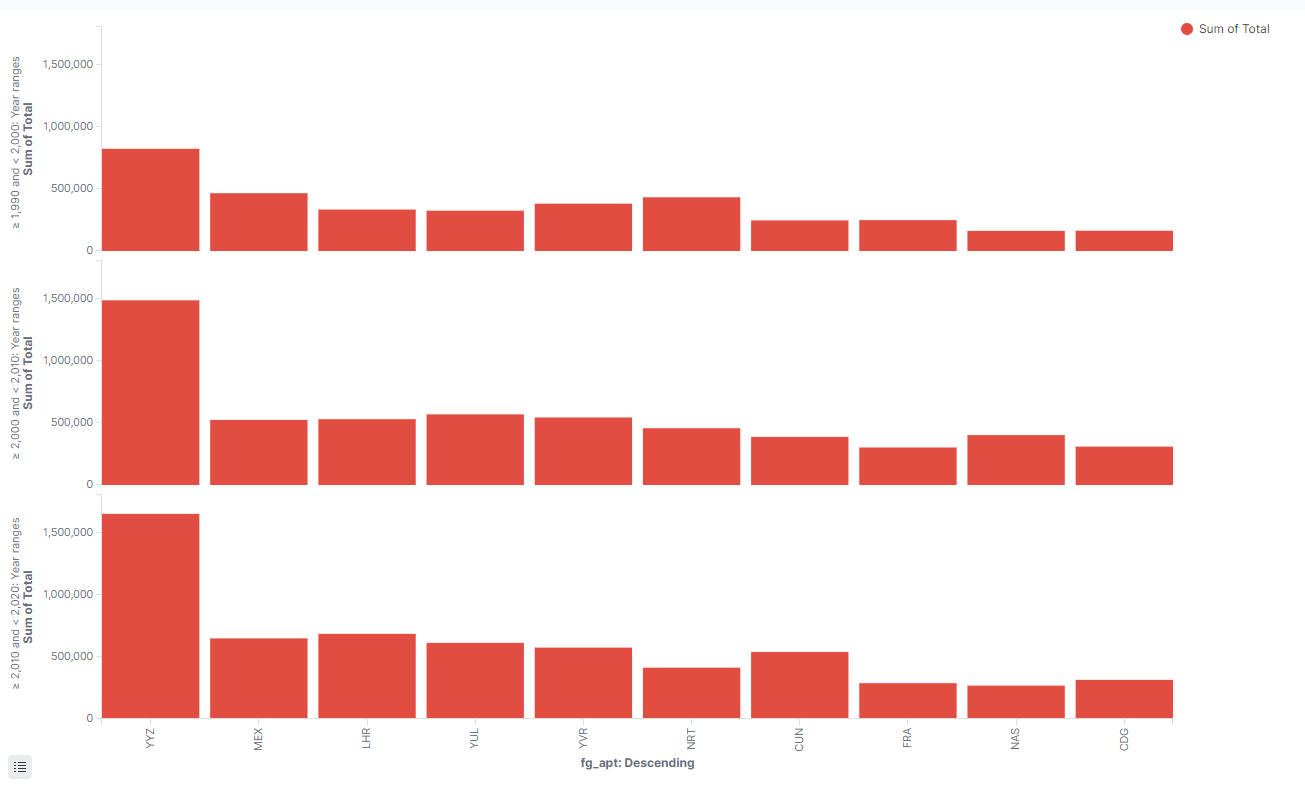 Sum of Total
≥ 1,990 and < 2,000: Year ranges
Sum of Total
1,500,000
1,000,000
500,000
0
≥ 2,000 and < 2,010: Year ranges
Sum of Total
1,500,000
1,000,000
500,000
0
≥ 2,010 and < 2,020: Year ranges
Sum of Total
1,500,000
1,000,000
500,000
0
YYZ
MEX
LHR
YUL
YVR
NRT
CUN
FRA
NAS
CDG
fg_apt: Descending